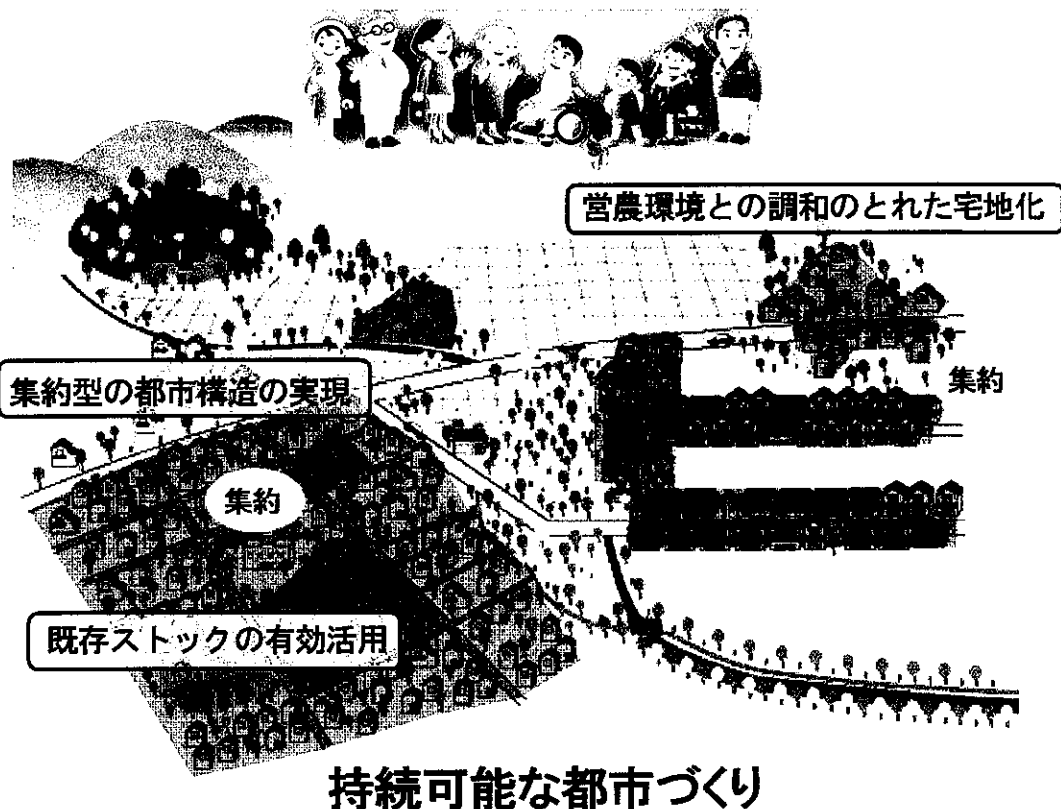 営農環境との調和のとれた宅地化
集約型の都市構造の実現
集約
集約
既存ストックの有効活用
持続可能な都市づくり